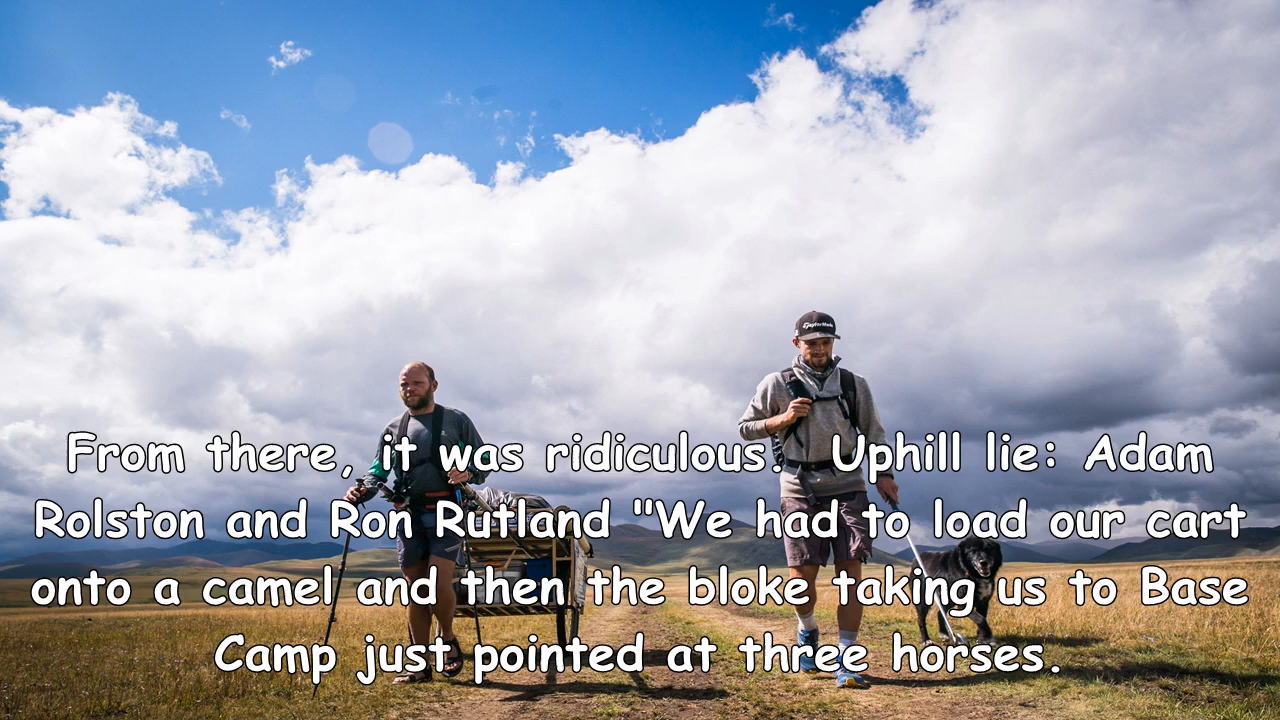 TaylorMade
From there, it was ridiculous.  Uphill lie: Adam
Rolston and Ron Rutland "We had to load our cart
onto a camel and then the bloke taking us to Base
Camp just pointed at three horses.